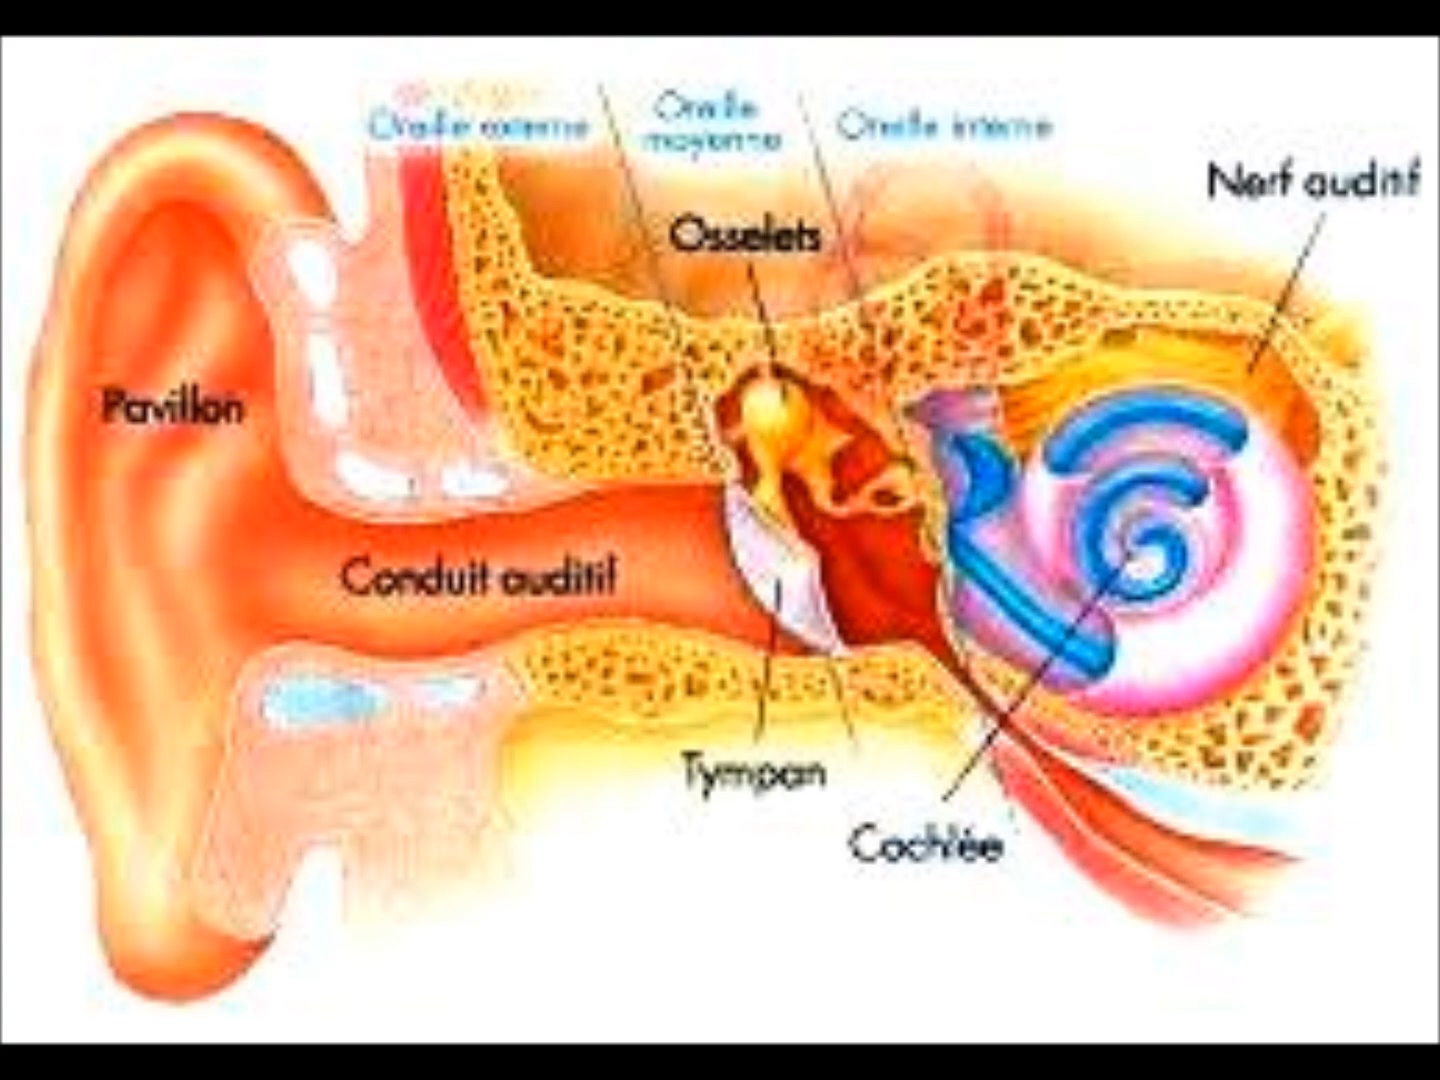 Oreille externe
Oreille
moyenne
Oreille interne
Nerf auditif
Osselets
Pavillon
Conduit auditif
Tympan
Cochlée